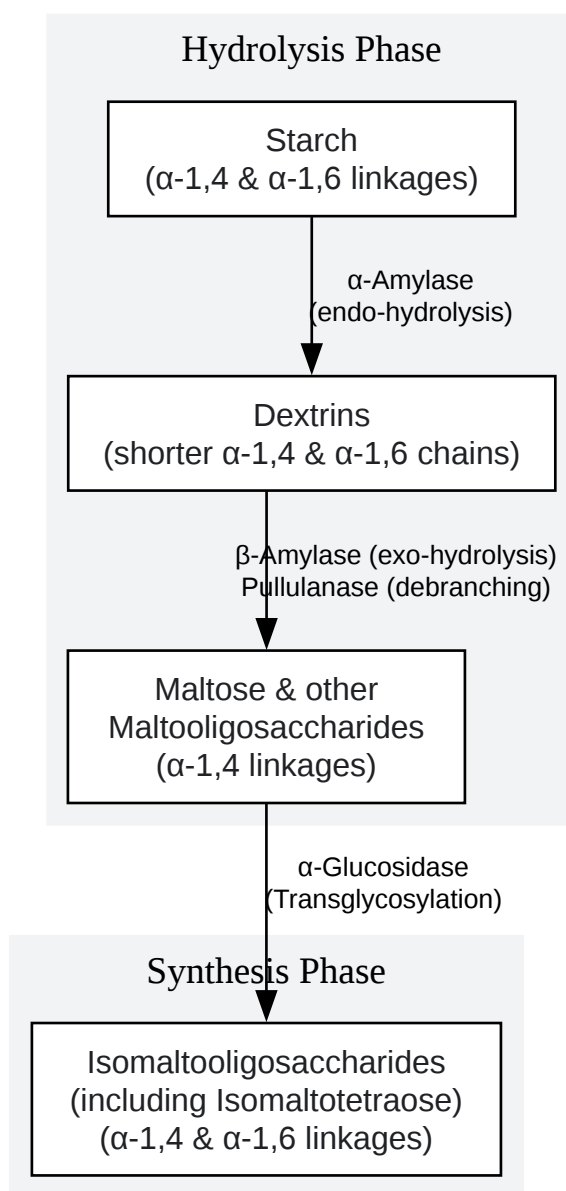 Hydrolysis Phase
Starch
(α-1,4 & α-1,6 linkages)
α-Amylase
(endo-hydrolysis)
Dextrins
(shorter α-1,4 & α-1,6 chains)
β-Amylase (exo-hydrolysis)
Pullulanase (debranching)
Maltose & other
Maltooligosaccharides
(α-1,4 linkages)
α-Glucosidase
(Transglycosylation)
Synthesis Phase
Isomaltooligosaccharides
(including Isomaltotetraose)
(α-1,4 & α-1,6 linkages)